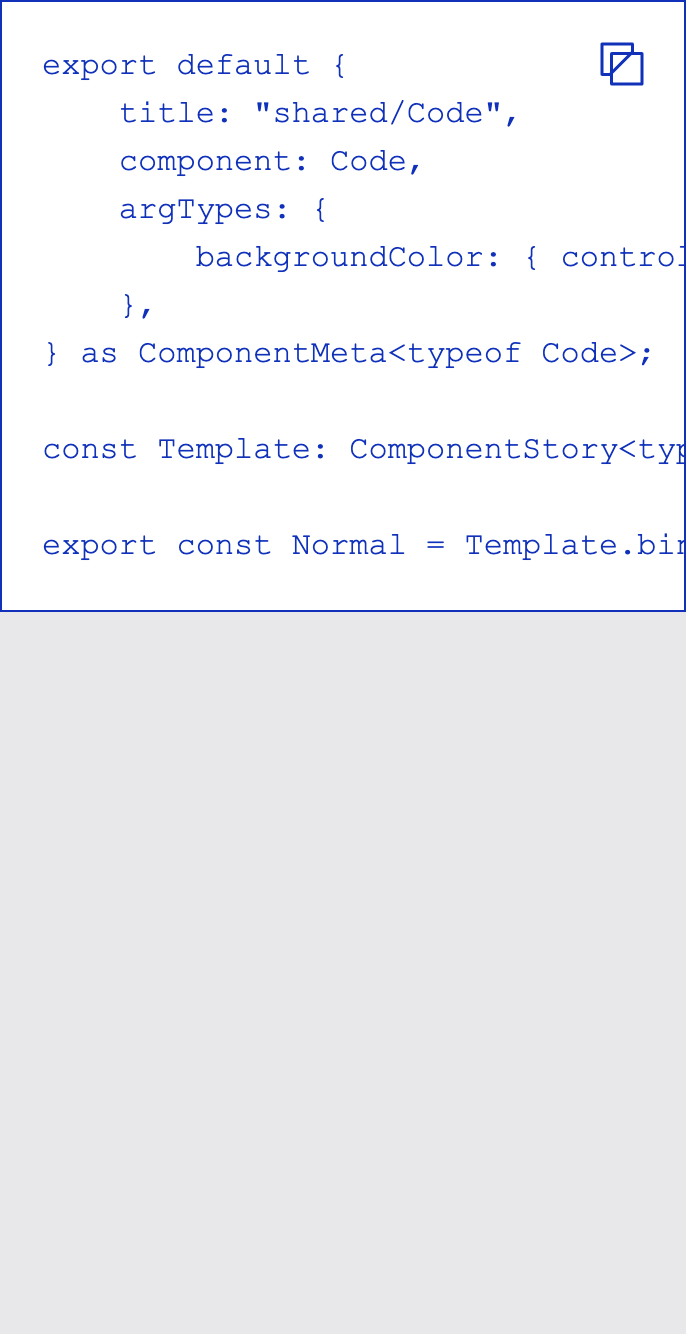 export default {
    title: "shared/Code",
    component: Code,
    argTypes: {
        backgroundColor: { control
    },
} as ComponentMeta<typeof Code>;
const Template: ComponentStory<typ
export const Normal = Template.bin